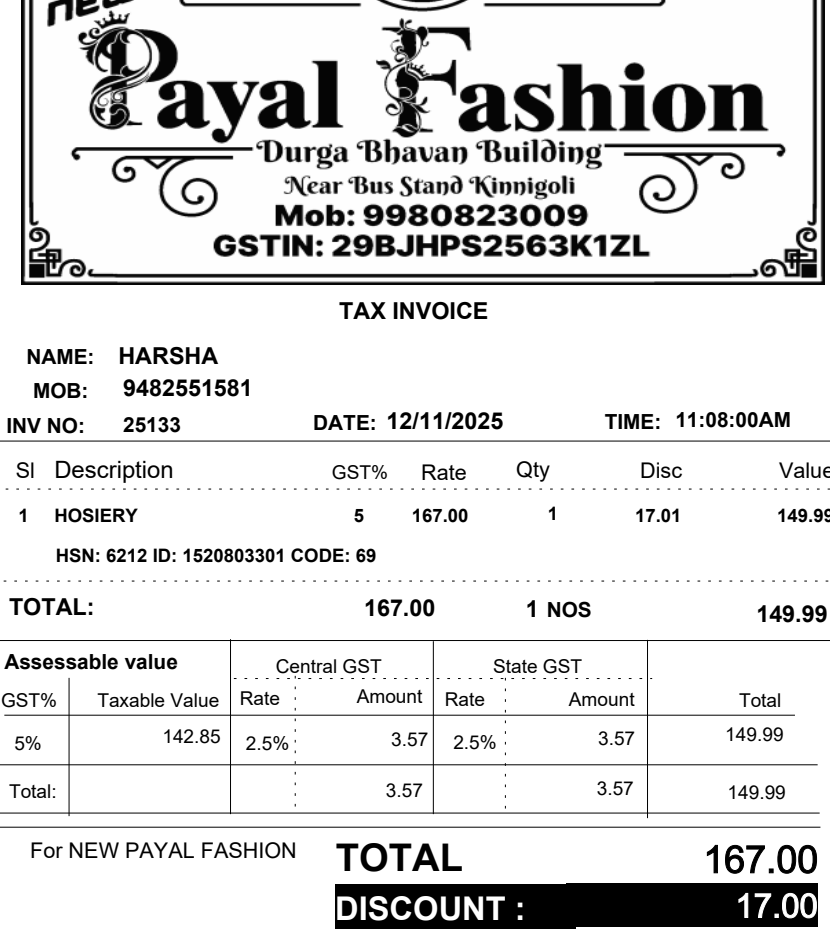 new
Payal Fashion
Durga Bhavan Building
Near Bus Stand Kinnigoli
Mob: 9980823009
GSTIN: 29BJHPS2563K1ZL
TAX INVOICE
NAME: HARSHA
MOB: 9482551581
INV NO: 25133 DATE: 12/11/2025 TIME: 11:08:00AM
Sl Description GST% Rate Qty Disc Value
1 HOSIERY 5 167.00 1 17.01 149.99
HSN: 6212 ID: 1520803301 CODE: 69
TOTAL: 167.00 1 NOS 149.99
Assessable value Central GST State GST
GST% Taxable Value Rate Amount Rate Amount Total
5% 142.85 2.5% 3.57 2.5% 3.57 149.99
Total: 3.57 3.57 149.99
For NEW PAYAL FASHION TOTAL 167.00
DISCOUNT : 17.00